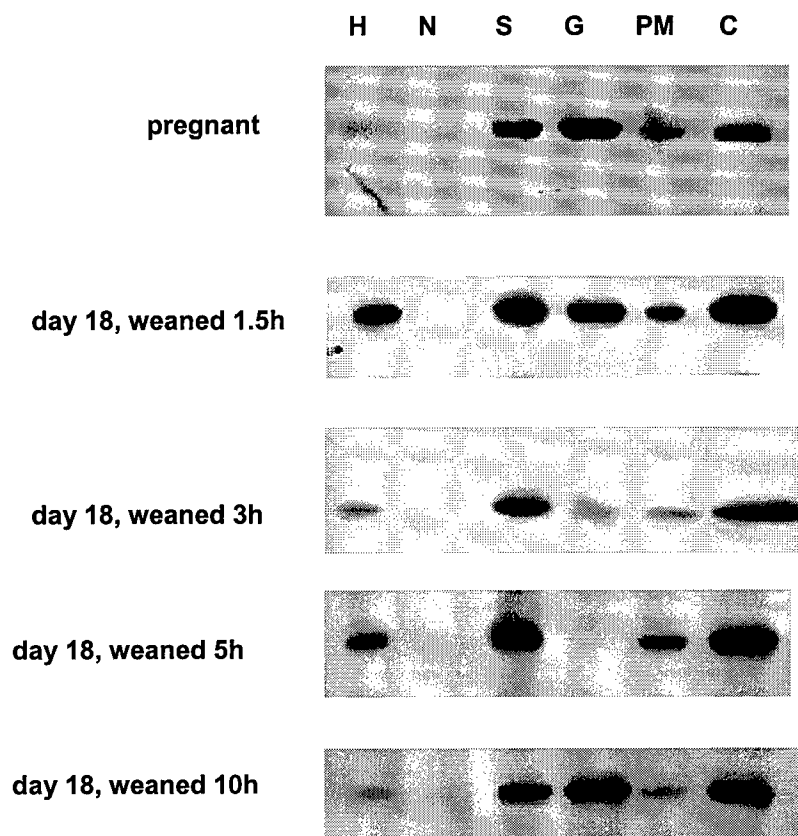 H N S G PM C
pregnant
day 18, weaned 1.5h
day 18, weaned 3h
day 18, weaned 5h
day 18, weaned 10h